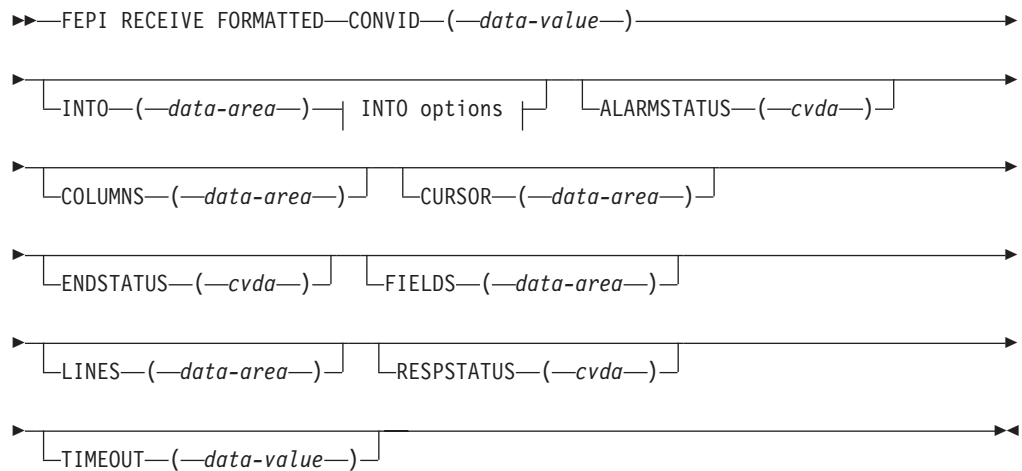 FEPI RECEIVE FORMATTED CONVID ( data-value )
INTO ( data-area ) INTO options ALARMSTATUS ( cvda )
COLUMNS ( data-area ) CURSOR ( data-area )
ENDSTATUS ( cvda ) FIELDS ( data-area )
LINES ( data-area ) RESPSTATUS ( cvda )
TIMEOUT ( data-value )